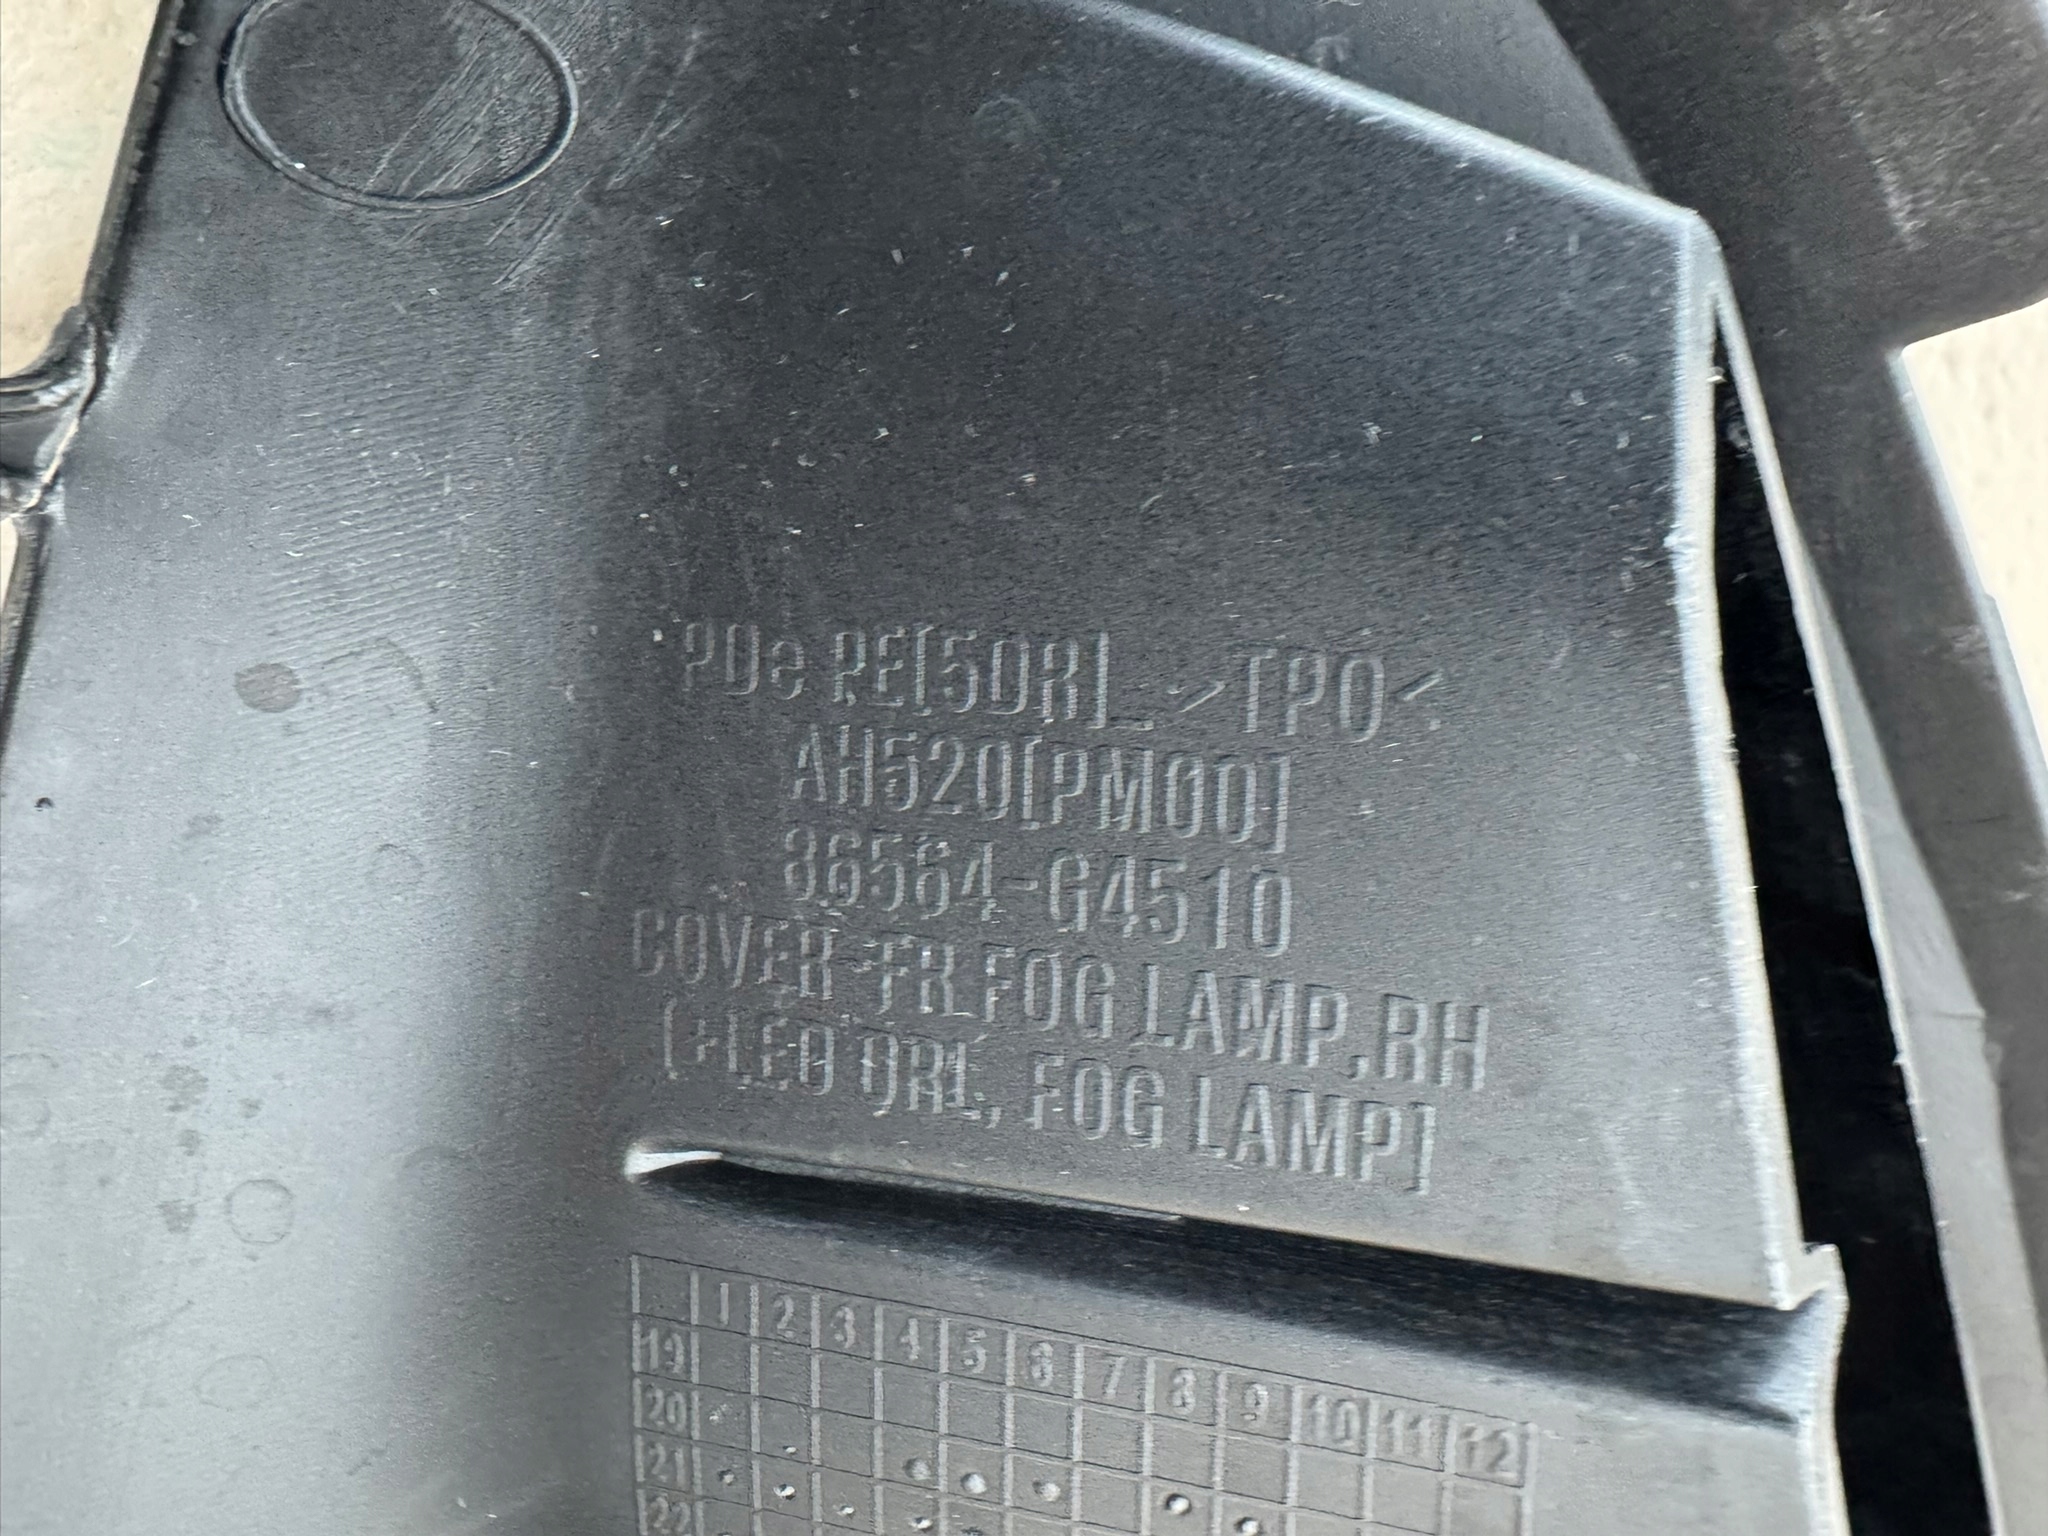 PDe PE[5DR] >TPO<
AH520[PM00]
86564-G4510
COVER-FR FOG LAMP,RH
(+LED DRL, FOG LAMP)
1 2 3 4 5 6 7 8 9 10 11 12
19
20
21
22